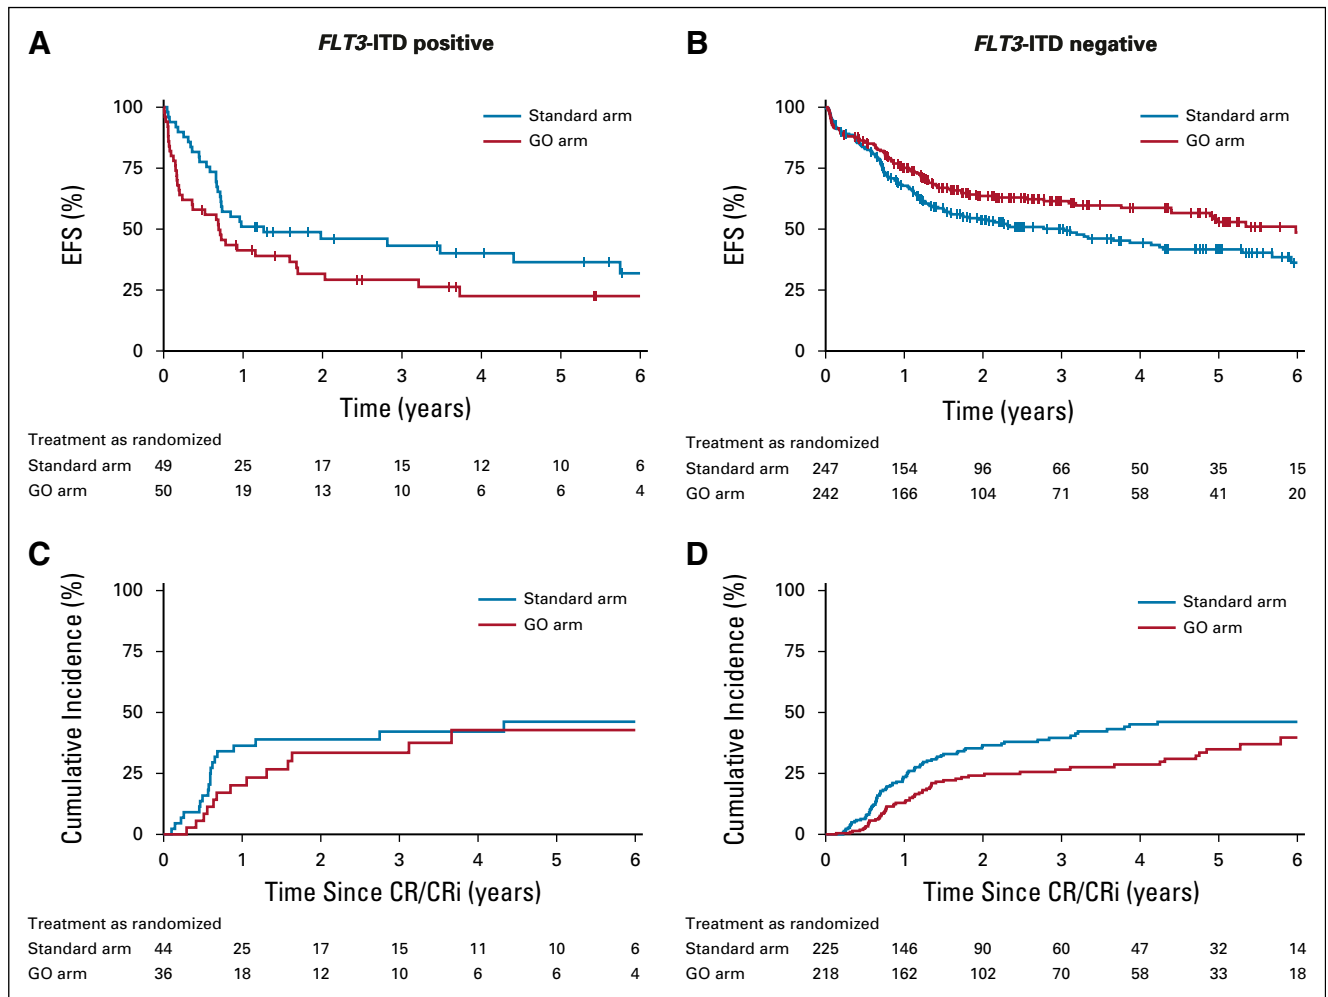 A
FLT3-ITD positive
100
75
50
25
0
EFS (%)
Standard arm
GO arm
0 1 2 3 4 5 6
Time (years)
Treatment as randomized
Standard arm 49 25 17 15 12 10 6
GO arm 50 19 13 10 6 6 4
B
FLT3-ITD negative
100
75
50
25
0
EFS (%)
Standard arm
GO arm
0 1 2 3 4 5 6
Time (years)
Treatment as randomized
Standard arm 247 154 96 66 50 35 15
GO arm 242 166 104 71 58 41 20
C
100
75
50
25
0
Cumulative Incidence (%)
Standard arm
GO arm
0 1 2 3 4 5 6
Time Since CR/CRi (years)
Treatment as randomized
Standard arm 44 25 17 15 11 10 6
GO arm 36 18 12 10 6 6 4
D
100
75
50
25
0
Cumulative Incidence (%)
Standard arm
GO arm
0 1 2 3 4 5 6
Time Since CR/CRi (years)
Treatment as randomized
Standard arm 225 146 90 60 47 32 14
GO arm 218 162 102 70 58 33 18